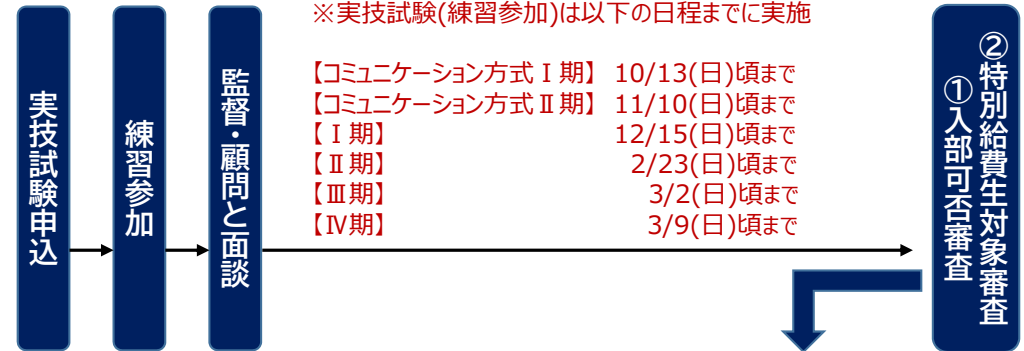 ※実技試験(練習参加)は以下の日程までに実施
【コミュニケーション方式Ⅰ期】 10/13(日)頃まで
【コミュニケーション方式Ⅱ期】 11/10(日)頃まで
【Ⅰ期】 12/15(日)頃まで
【Ⅱ期】 2/23(日)頃まで
【Ⅲ期】 3/2(日)頃まで
【Ⅳ期】 3/9(日)頃まで
実技試験申込
練習参加
監督・顧問と面談
②特別給費生対象審査
①入部可否審査